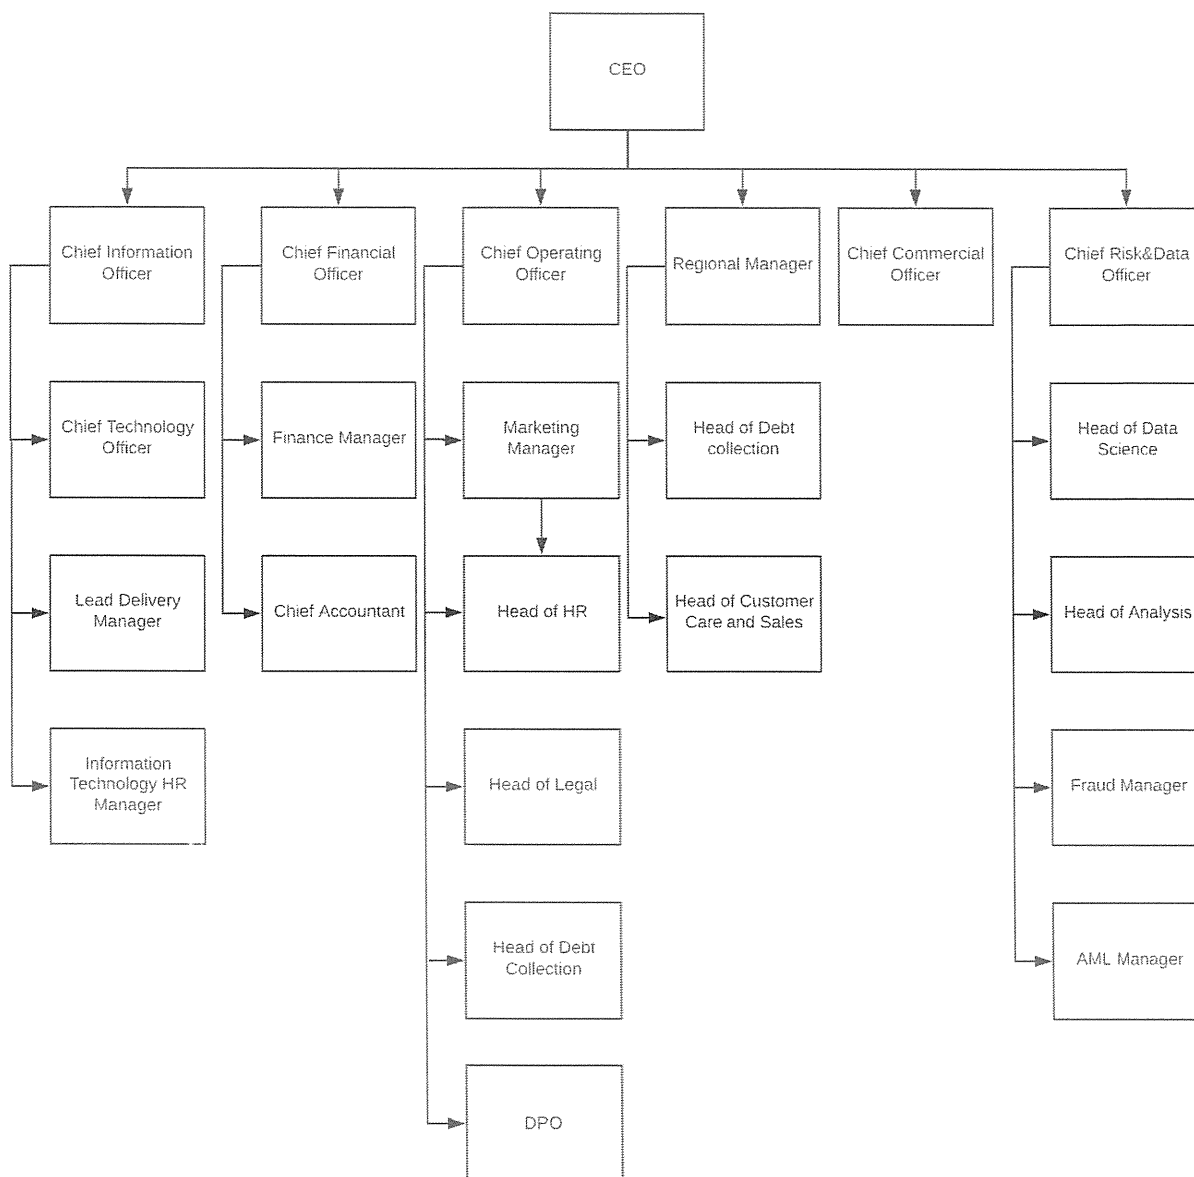 CEO
Chief Information
Officer
Chief Financial
Officer
Chief Operating
Officer
Regional Manager
Chief Commercial
Officer
Chief Risk&Data
Officer
Chief Technology
Officer
Finance Manager
Marketing
Manager
Head of Debt
collection
Head of Data
Science
Lead Delivery
Manager
Chief Accountant
Head of HR
Head of Customer
Care and Sales
Head of Analysis
Information
Technology HR
Manager
Head of Legal
Fraud Manager
Head of Debt
Collection
AML Manager
DPO